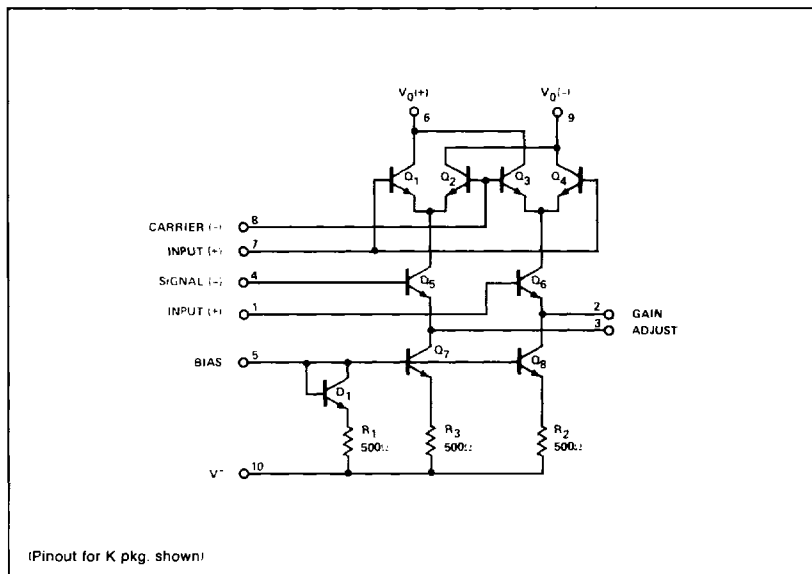 V₀(+)
V₀(−)
6
9
Q₁
Q₂
Q₃
Q₄
CARRIER (−)
8
INPUT (+)
7
SIGNAL (−)
4
Q₅
Q₆
INPUT (+)
1
2
GAIN
3
ADJUST
BIAS
5
Q₇
Q₈
D₁
R₁
500Ω
R₃
500Ω
R₂
500Ω
V⁻
10
(Pinout for K pkg. shown)